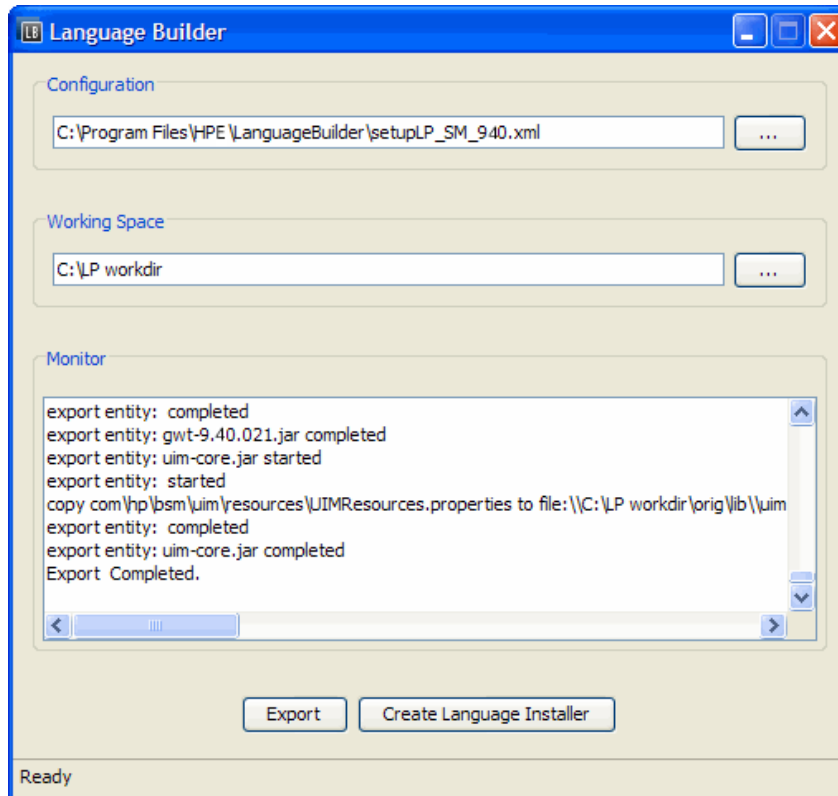 LB Language Builder
Configuration
C:\Program Files\HPE\LanguageBuilder\setupLP_SM_940.xml
...
Working Space
C:\LP workdir
...
Monitor
export entity:  completed
export entity: gwt-9.40.021.jar completed
export entity: uim-core.jar started
export entity:  started
copy com\hp\bsm\uim\resources\UIMResources.properties to file:\\C:\LP workdir\orig\lib\\uim
export entity:  completed
export entity: uim-core.jar completed
Export  Completed.
Export
Create Language Installer
Ready